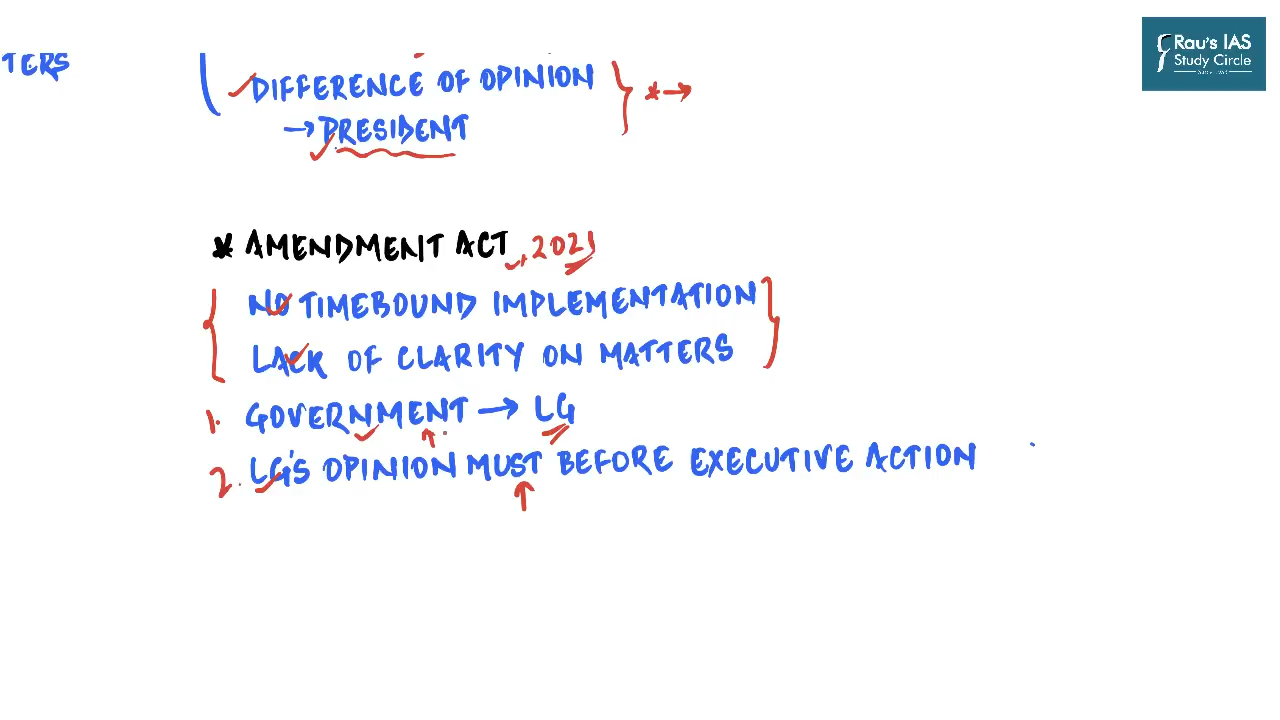 Rau's IAS
Study Circle
TERS
DIFFERENCE OF OPINION
* →
→ PRESIDENT
* AMENDMENT ACT, 2021
NO TIMEBOUND IMPLEMENTATION
LACK OF CLARITY ON MATTERS
1. GOVERNMENT → LG
2. LG'S OPINION MUST BEFORE EXECUTIVE ACTION